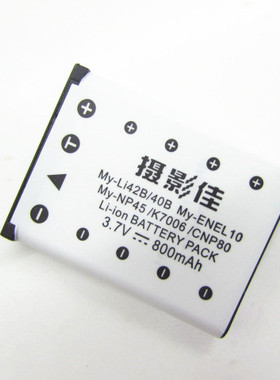 摄影佳
My-Li42B/40B My-ENEL10
My-NP45/K7006/CNP80
Li-ion BATTERY PACK
3.7V ⎓ 800mAh